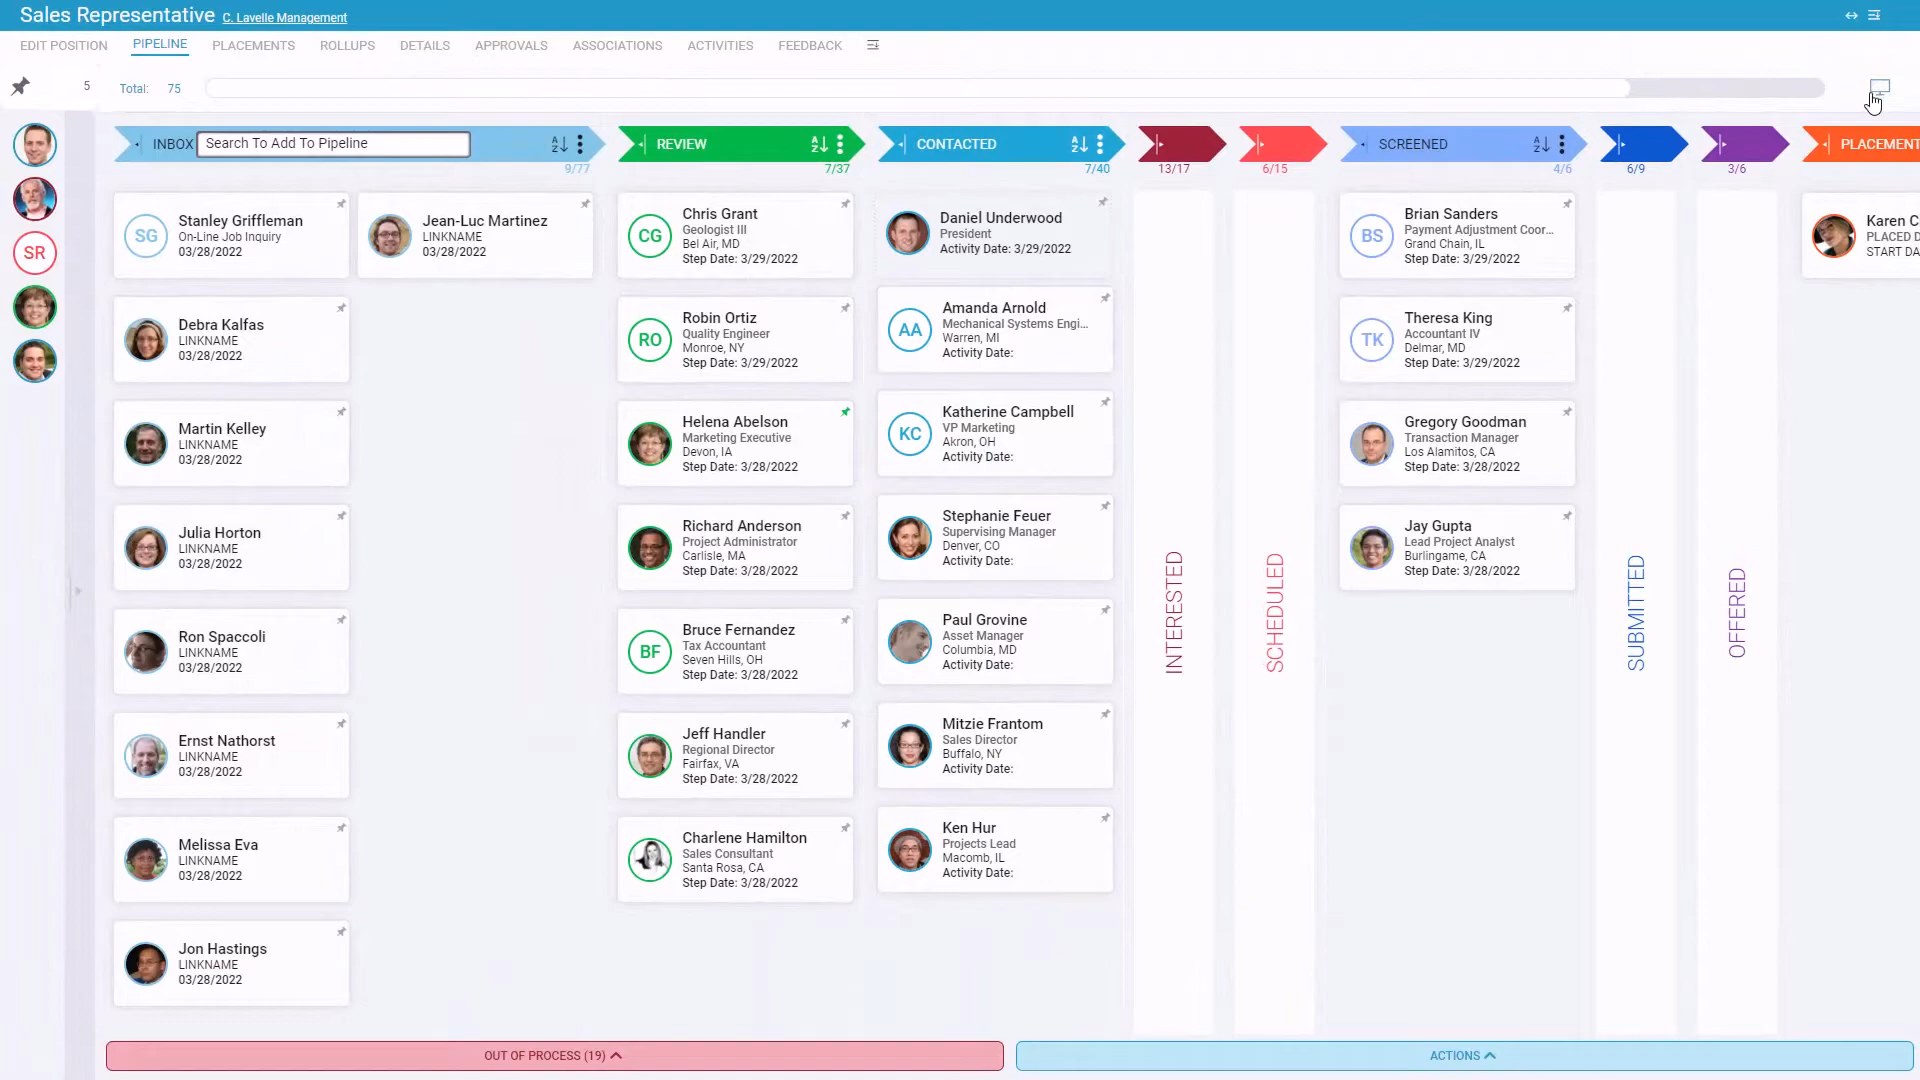 Sales Representative C. Lavelle Management
EDIT POSITION PIPELINE PLACEMENTS ROLLUPS DETAILS APPROVALS ASSOCIATIONS ACTIVITIES FEEDBACK
5 Total: 75
INBOX Search To Add To Pipeline
9/77
REVIEW
7/37
CONTACTED
7/40
13/17
6/15
SCREENED
4/6
6/9
3/6
PLACEMENT
SR
SG
Stanley Griffleman
On-Line Job Inquiry
03/28/2022
Debra Kalfas
LINKNAME
03/28/2022
Martin Kelley
LINKNAME
03/28/2022
Julia Horton
LINKNAME
03/28/2022
Ron Spaccoli
LINKNAME
03/28/2022
Ernst Nathorst
LINKNAME
03/28/2022
Melissa Eva
LINKNAME
03/28/2022
Jon Hastings
LINKNAME
03/28/2022
Jean-Luc Martinez
LINKNAME
03/28/2022
CG
Chris Grant
Geologist III
Bel Air, MD
Step Date: 3/29/2022
RO
Robin Ortiz
Quality Engineer
Monroe, NY
Step Date: 3/29/2022
Helena Abelson
Marketing Executive
Devon, IA
Step Date: 3/28/2022
Richard Anderson
Project Administrator
Carlisle, MA
Step Date: 3/28/2022
BF
Bruce Fernandez
Tax Accountant
Seven Hills, OH
Step Date: 3/28/2022
Jeff Handler
Regional Director
Fairfax, VA
Step Date: 3/28/2022
Charlene Hamilton
Sales Consultant
Santa Rosa, CA
Step Date: 3/28/2022
Daniel Underwood
President
Activity Date: 3/29/2022
AA
Amanda Arnold
Mechanical Systems Engi...
Warren, MI
Activity Date:
KC
Katherine Campbell
VP Marketing
Akron, OH
Activity Date:
Stephanie Feuer
Supervising Manager
Denver, CO
Activity Date:
Paul Grovine
Asset Manager
Columbia, MD
Activity Date:
Mitzie Frantom
Sales Director
Buffalo, NY
Activity Date:
Ken Hur
Projects Lead
Macomb, IL
Activity Date:
INTERESTED
SCHEDULED
BS
Brian Sanders
Payment Adjustment Coor...
Grand Chain, IL
Step Date: 3/29/2022
TK
Theresa King
Accountant IV
Delmar, MD
Step Date: 3/29/2022
Gregory Goodman
Transaction Manager
Los Alamitos, CA
Step Date: 3/28/2022
Jay Gupta
Lead Project Analyst
Burlingame, CA
Step Date: 3/28/2022
SUBMITTED
OFFERED
Karen C
PLACED D
START DA
OUT OF PROCESS (19)
ACTIONS